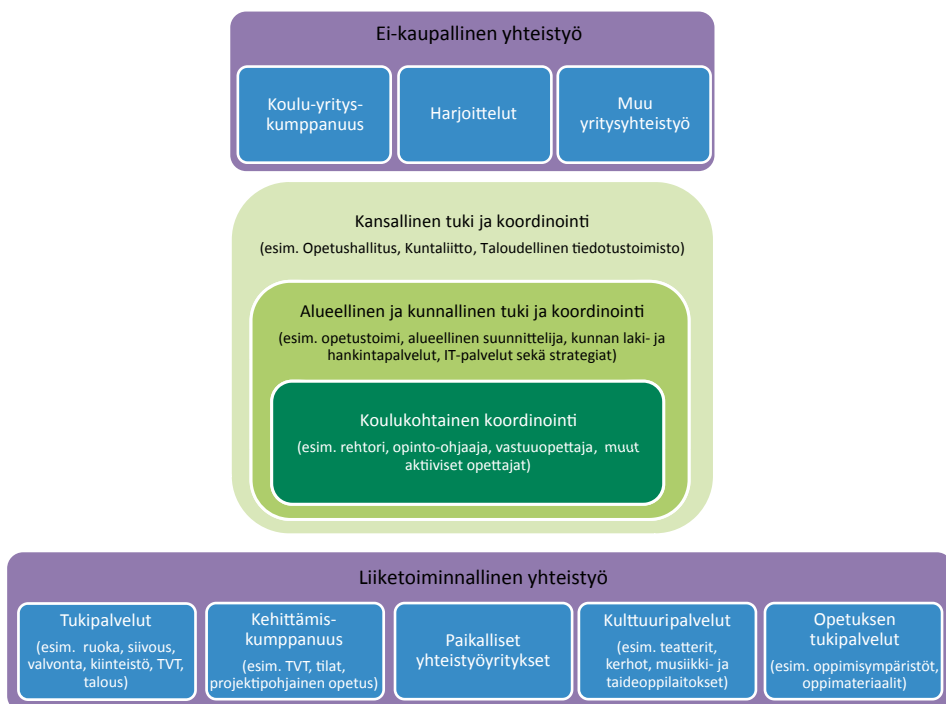 Ei-kaupallinen yhteistyö
Koulu-yritys-
kumppanuus
Harjoittelut
Muu
yritysyhteistyö
Kansallinen tuki ja koordinointi
(esim. Opetushallitus, Kuntaliitto, Taloudellinen tiedotustoimisto)
Alueellinen ja kunnallinen tuki ja koordinointi
(esim. opetustoimi, alueellinen suunnittelija, kunnan laki- ja
hankintapalvelut, IT-palvelut sekä strategiat)
Koulukohtainen koordinointi
(esim. rehtori, opinto-ohjaaja, vastuuopettaja, muut
aktiiviset opettajat)
Liiketoiminnallinen yhteistyö
Tukipalvelut
(esim. ruoka, siivous,
valvonta, kiinteistö, TVT,
talous)
Kehittämis-
kumppanuus
(esim. TVT, tilat,
projektipohjainen opetus)
Paikalliset
yhteistyöyritykset
Kulttuuripalvelut
(esim. teatterit,
kerhot, musiikki- ja
taideoppilaitokset)
Opetuksen
tukipalvelut
(esim. oppimisympäristöt,
oppimateriaalit)